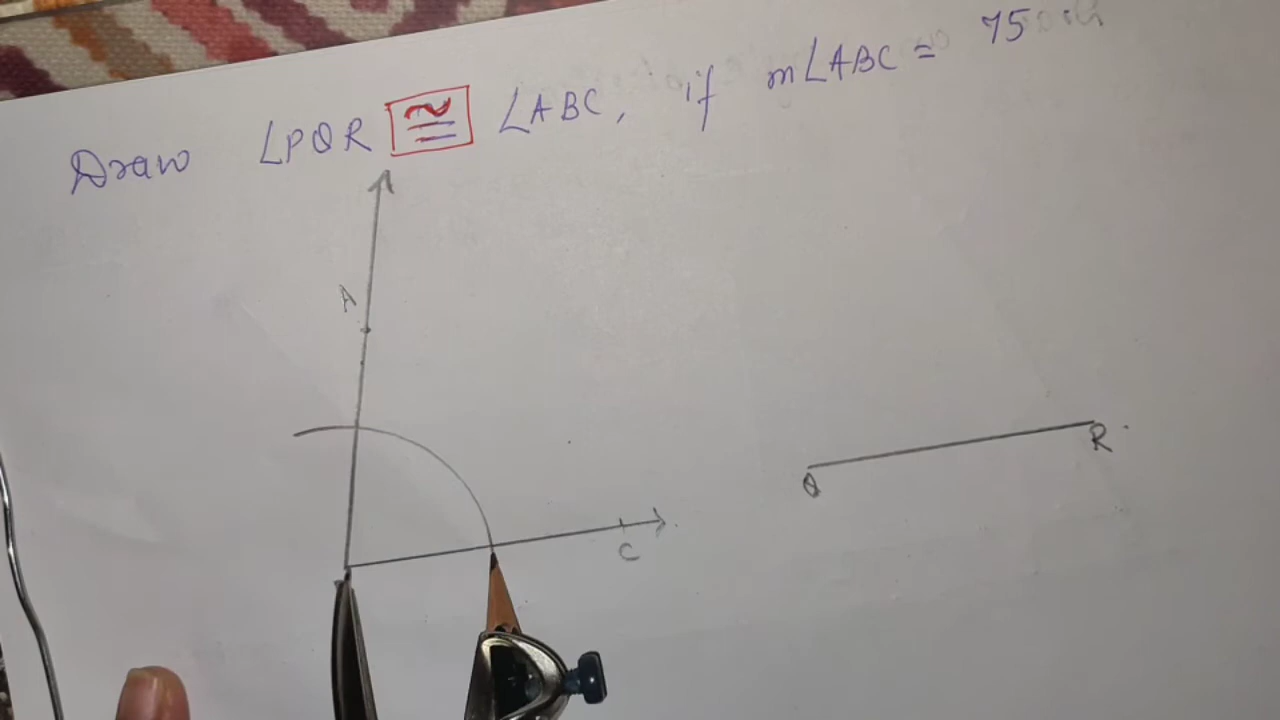 Draw ∠PQR ≅ ∠ABC, if m∠ABC = 75
A
R
Q
C